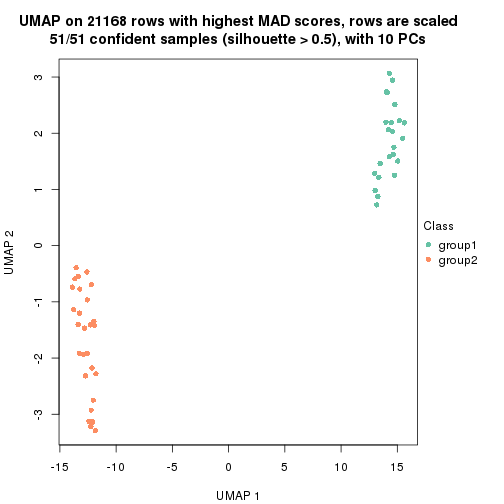 UMAP on 21168 rows with highest MAD scores, rows are scaled
51/51 confident samples (silhouette > 0.5), with 10 PCs
3
2
1
0
-1
-2
-3
UMAP 2
Class
group1
group2
-15
-10
-5
0
5
10
15
UMAP 1